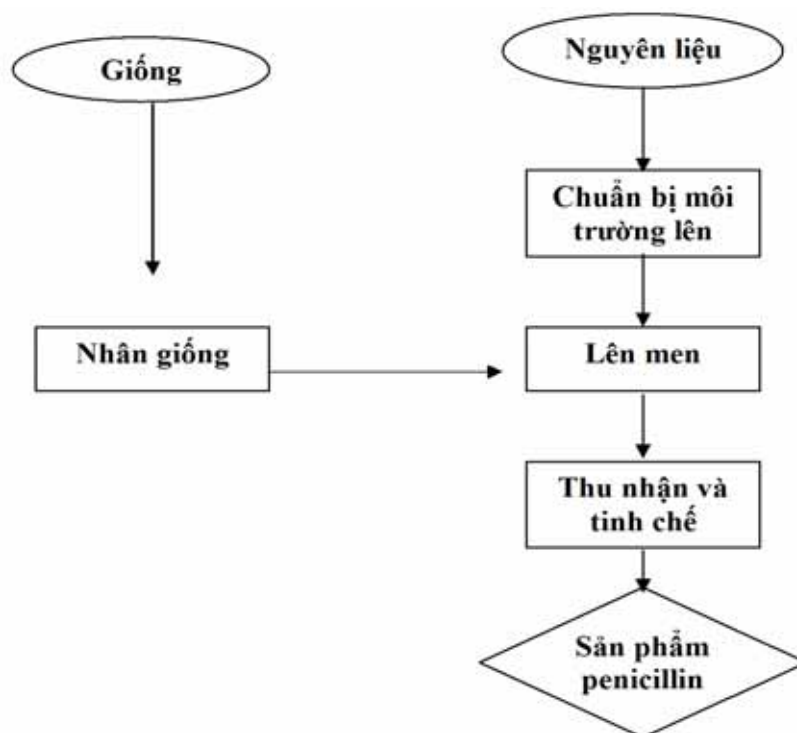 Giống
Nguyên liệu
Chuẩn bị môi
trường lên
Nhân giống
Lên men
Thu nhận và
tinh chế
Sản phẩm
penicillin